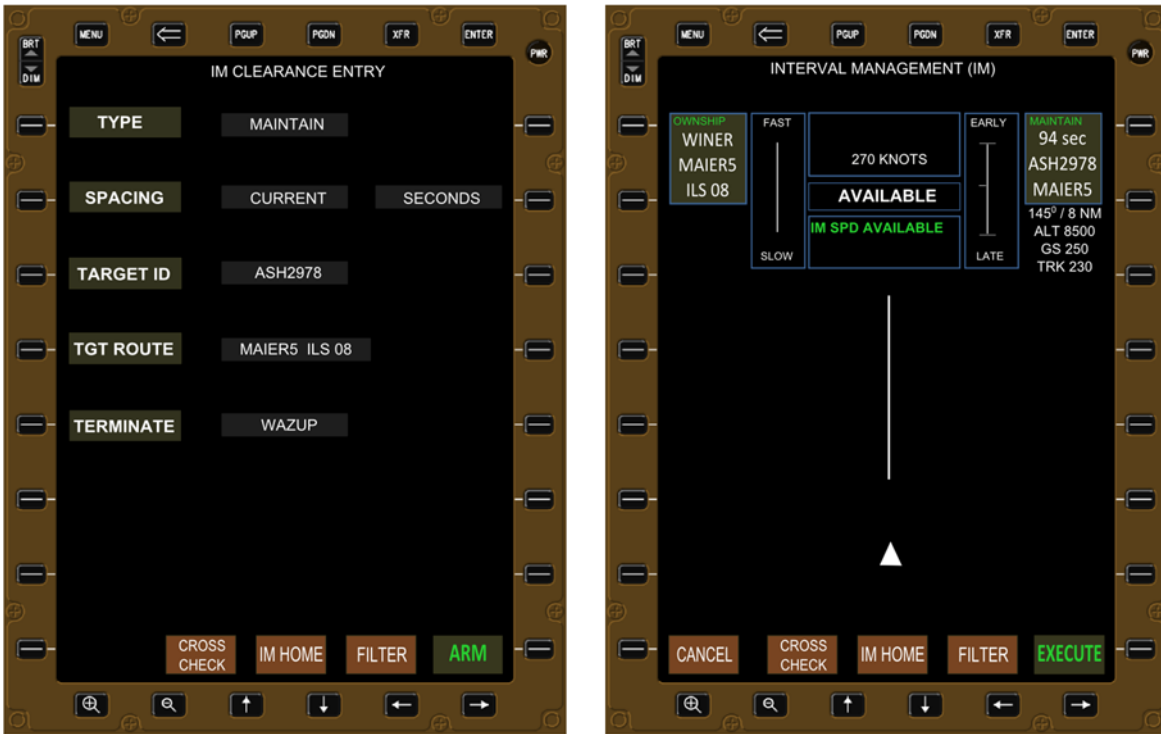 MENU PGUP PGDN XFR ENTER
BRT
DIM
PWR
IM CLEARANCE ENTRY
TYPE MAINTAIN
SPACING CURRENT SECONDS
TARGET ID ASH2978
TGT ROUTE MAIER5 ILS 08
TERMINATE WAZUP
CROSS
CHECK
IM HOME
FILTER
ARM
MENU PGUP PGDN XFR ENTER
BRT
DIM
PWR
INTERVAL MANAGEMENT (IM)
OWNSHIP
WINER
MAIER5
ILS 08
FAST
SLOW
270 KNOTS
AVAILABLE
IM SPD AVAILABLE
EARLY
LATE
MAINTAIN
94 sec
ASH2978
MAIER5
145⁰ / 8 NM
ALT 8500
GS 250
TRK 230
CANCEL
CROSS
CHECK
IM HOME
FILTER
EXECUTE